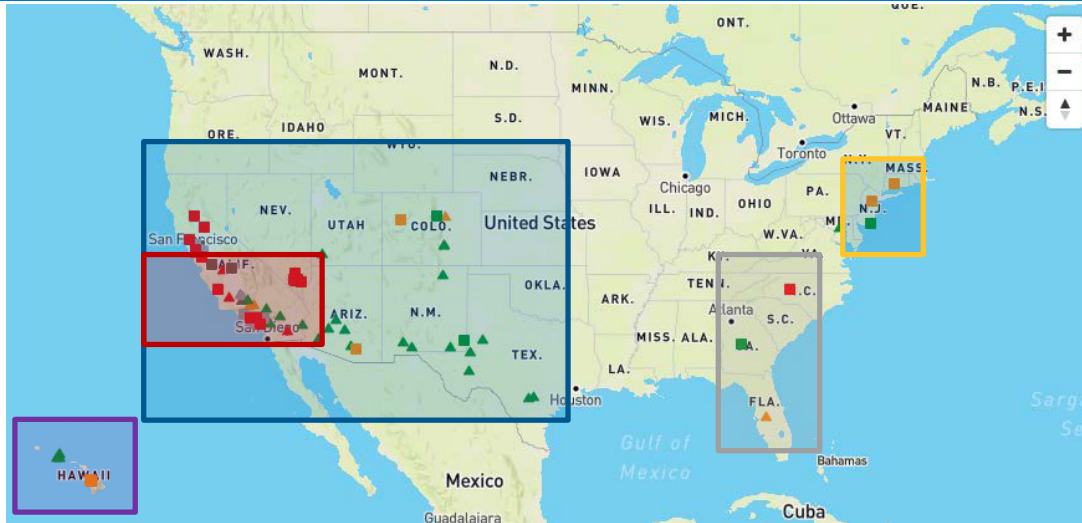 QUE.
ONT.
WASH.
MONT.
N.D.
MINN.
N.B.
P.E.I
MAINE
N.S.
ORE.
IDAHO
WYO.
S.D.
WIS.
MICH.
Ottawa
VT.
Toronto
N.Y.
MASS.
NEBR.
IOWA
Chicago
PA.
NEV.
UTAH
COLO.
United States
ILL.
IND.
OHIO
N.J.
San Francisco
W.VA.
VA.
CALIF.
KY.
ARIZ.
N.M.
OKLA.
ARK.
TENN.
N.C.
San Diego
Atlanta
S.C.
TEX.
MISS.
ALA.
GA.
LA.
Houston
FLA.
Gulf of
Mexico
HAWAII
Bahamas
Mexico
Cuba
Guadalajara